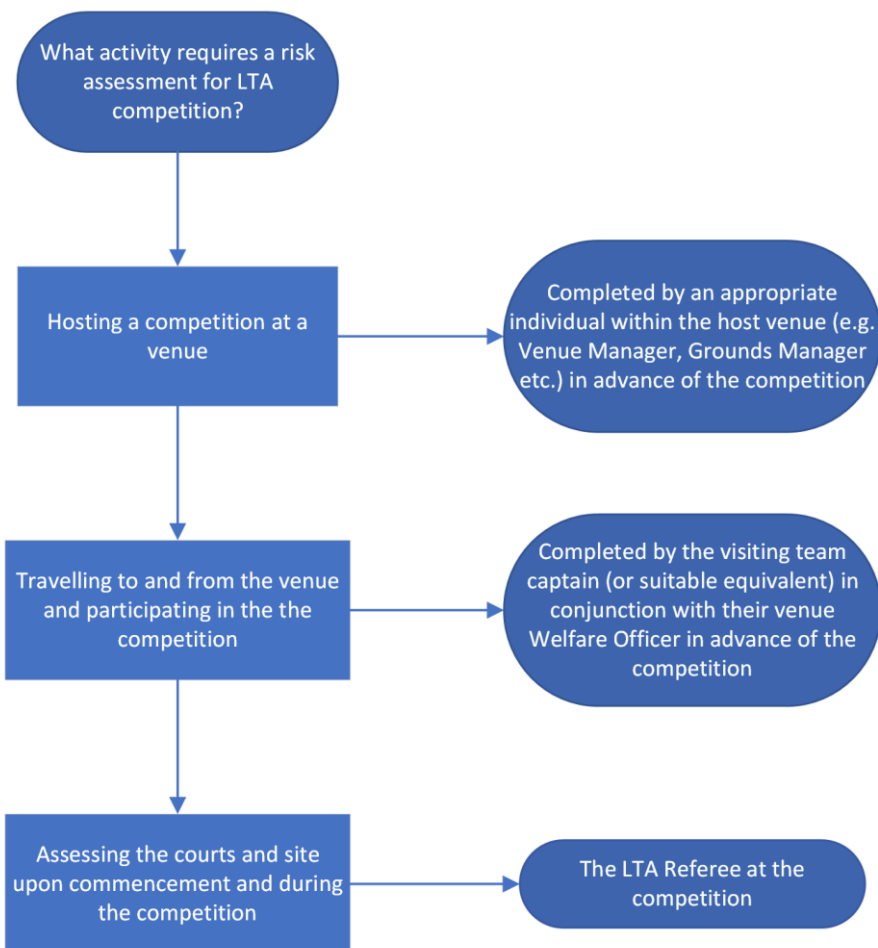 What activity requires a risk
assessment for LTA
competition?
Hosting a competition at a
venue
Completed by an appropriate
individual within the host venue (e.g.
Venue Manager, Grounds Manager
etc.) in advance of the competition
Travelling to and from the venue
and participating in the the
competition
Completed by the visiting team
captain (or suitable equivalent) in
conjunction with their venue
Welfare Officer in advance of the
competition
Assessing the courts and site
upon commencement and during
the competition
The LTA Referee at the
competition